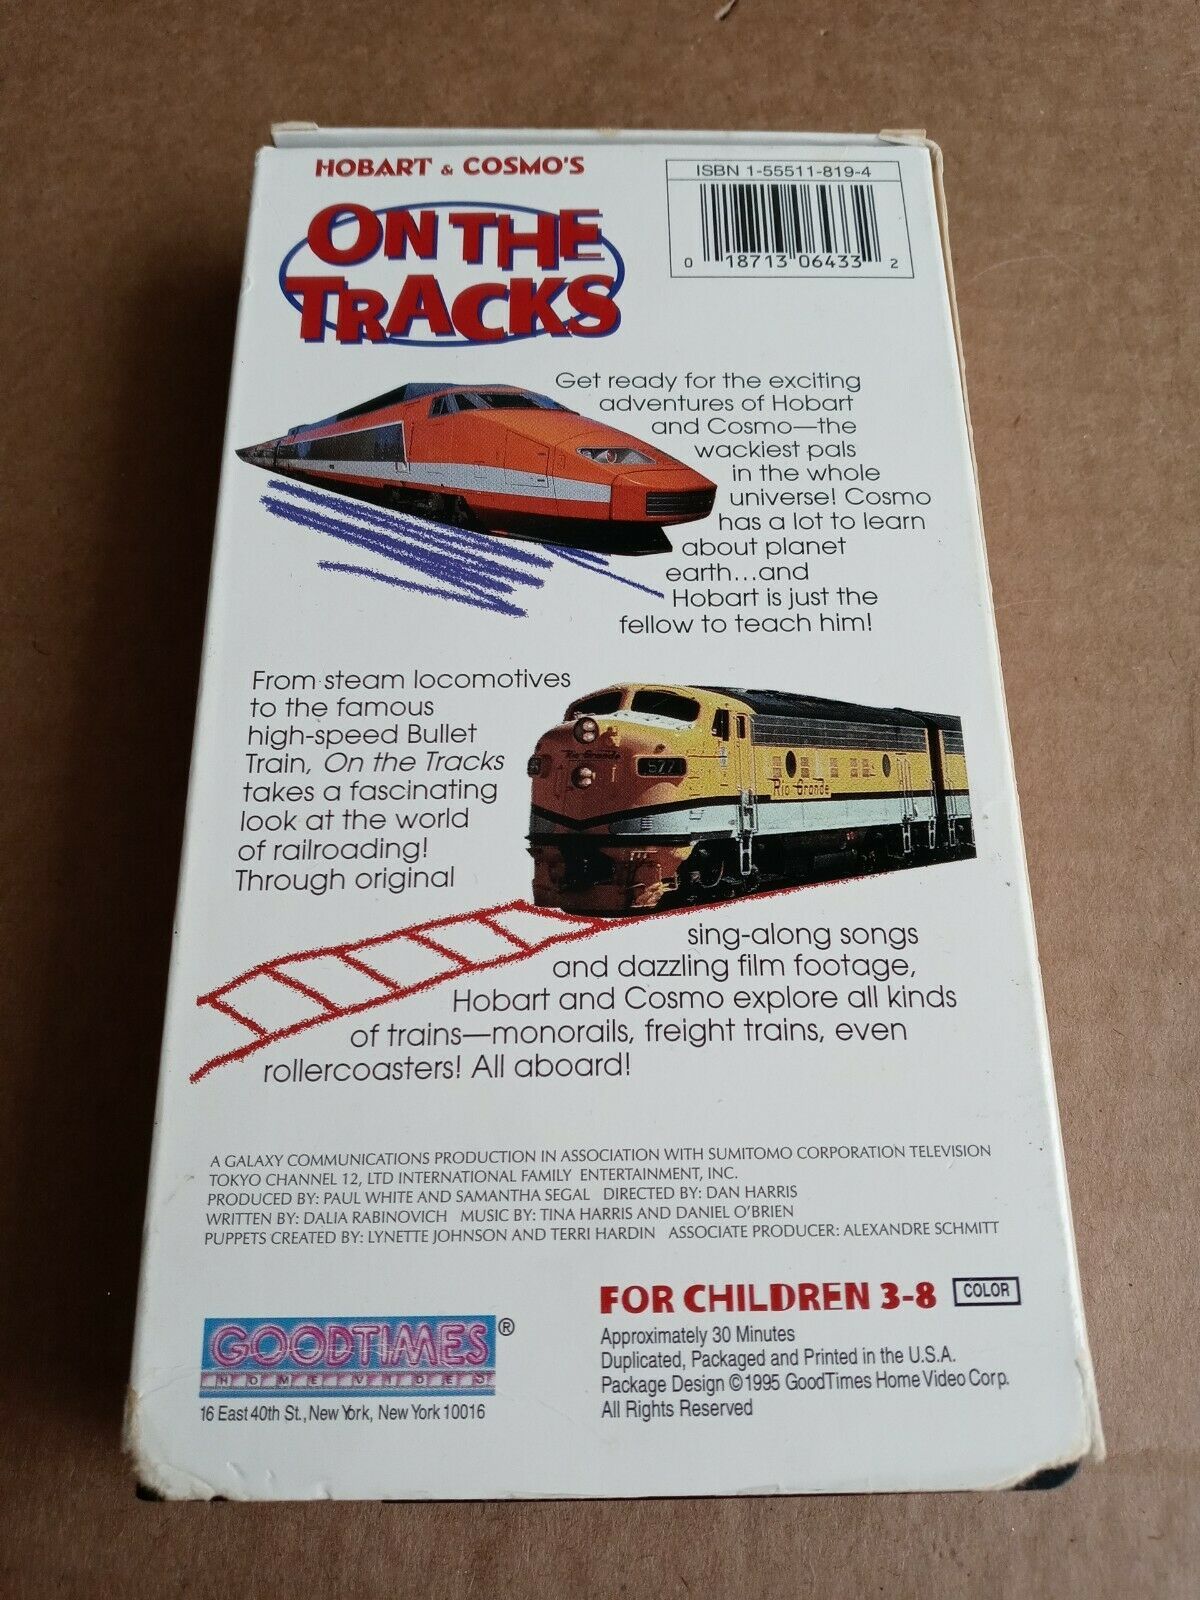 HOBART & COSMO'S
ON THE
TRACKS
ISBN 1-55511-819-4
0 18713 06433 2
Get ready for the exciting
adventures of Hobart
and Cosmo—the
wackiest pals
in the whole
universe! Cosmo
has a lot to learn
about planet
earth...and
Hobart is just the
fellow to teach him!
From steam locomotives
to the famous
high-speed Bullet
Train, On the Tracks
takes a fascinating
look at the world
of railroading!
Through original
Rio Grande
577
Rio Grande
sing-along songs
and dazzling film footage,
Hobart and Cosmo explore all kinds
of trains—monorails, freight trains, even
rollercoasters! All aboard!
A GALAXY COMMUNICATIONS PRODUCTION IN ASSOCIATION WITH SUMITOMO CORPORATION TELEVISION
TOKYO CHANNEL 12, LTD INTERNATIONAL FAMILY ENTERTAINMENT, INC.
PRODUCED BY: PAUL WHITE AND SAMANTHA SEGAL DIRECTED BY: DAN HARRIS
WRITTEN BY: DALIA RABINOVICH MUSIC BY: TINA HARRIS AND DANIEL O'BRIEN
PUPPETS CREATED BY: LYNETTE JOHNSON AND TERRI HARDIN ASSOCIATE PRODUCER: ALEXANDRE SCHMITT
GOODTIMES®
HOME VIDEO
16 East 40th St., New York, New York 10016
FOR CHILDREN 3-8 COLOR
Approximately 30 Minutes
Duplicated, Packaged and Printed in the U.S.A.
Package Design ©1995 GoodTimes Home Video Corp.
All Rights Reserved